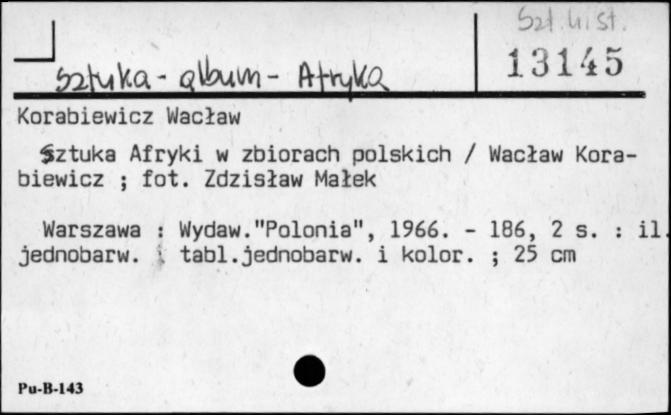 Szt. hist.
13145
Sztuka - album - Afryka
Korabiewicz Wacław
Sztuka Afryki w zbiorach polskich / Wacław Kora-
biewicz ; fot. Zdzisław Małek
Warszawa : Wydaw."Polonia", 1966. - 186, 2 s. : il.
jednobarw. ; tabl.jednobarw. i kolor. ; 25 cm
Pu-B-143